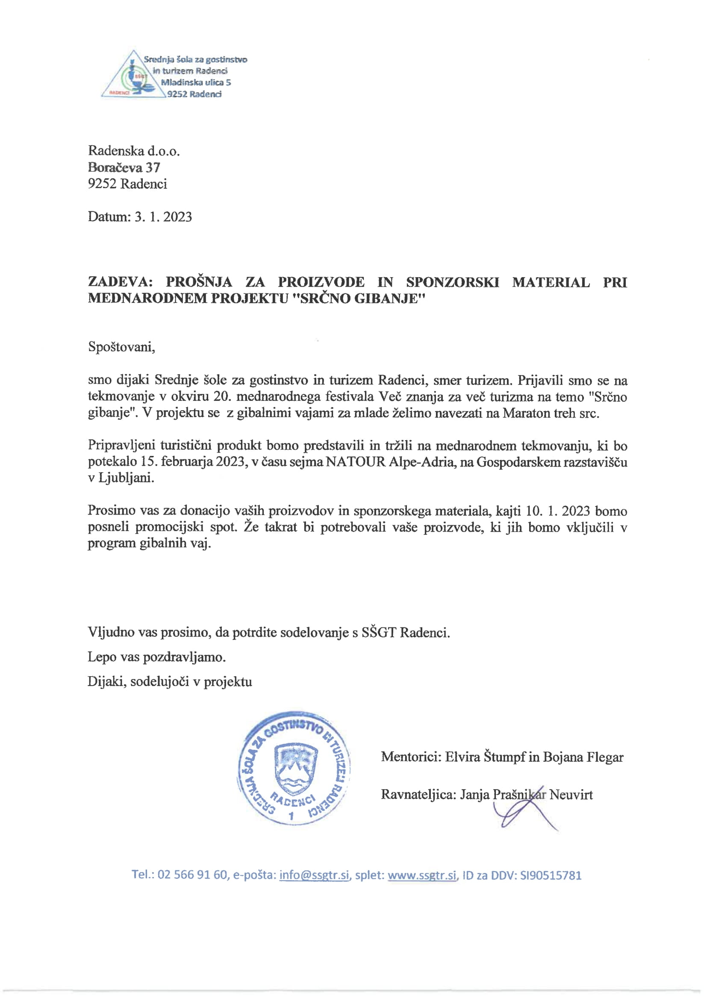 Srednja šola za gostinstvo
in turizem Radenci
Mladinska ulica 5
9252 Radenci
SŠGT
RADENCI
Radenska d.o.o.
Boračeva 37
9252 Radenci
Datum: 3. 1. 2023
ZADEVA: PROŠNJA ZA PROIZVODE IN SPONZORSKI MATERIAL PRI
MEDNARODNEM PROJEKTU "SRČNO GIBANJE"
Spoštovani,
smo dijaki Srednje šole za gostinstvo in turizem Radenci, smer turizem. Prijavili smo se na
tekmovanje v okviru 20. mednarodnega festivala Več znanja za več turizma na temo "Srčno
gibanje". V projektu se z gibalnimi vajami za mlade želimo navezati na Maraton treh src.
Pripravljeni turistični produkt bomo predstavili in tržili na mednarodnem tekmovanju, ki bo
potekalo 15. februarja 2023, v času sejma NATOUR Alpe-Adria, na Gospodarskem razstavišču
v Ljubljani.
Prosimo vas za donacijo vaših proizvodov in sponzorskega materiala, kajti 10. 1. 2023 bomo
posneli promocijski spot. Že takrat bi potrebovali vaše proizvode, ki jih bomo vključili v
program gibalnih vaj.
Vljudno vas prosimo, da potrdite sodelovanje s SŠGT Radenci.
Lepo vas pozdravljamo.
Dijaki, sodelujoči v projektu
SREDNJA ŠOLA ZA GOSTINSTVO IN TURIZEM RADENCI
RADENCI
1
Mentorici: Elvira Štumpf in Bojana Flegar
Ravnateljica: Janja Prašnikar Neuvirt
Tel.: 02 566 91 60, e-pošta: info@ssgtr.si, splet: www.ssgtr.si, ID za DDV: SI90515781